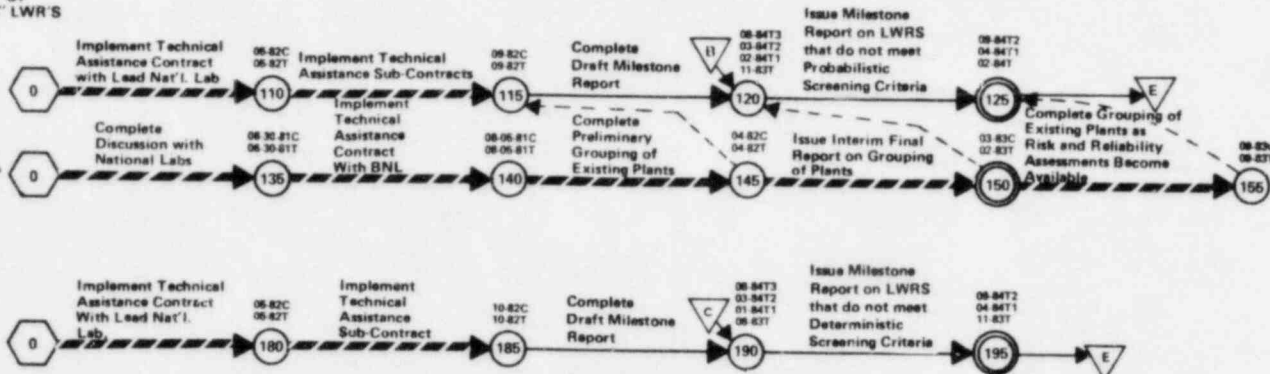 " LWR'S
Implement Technical
Assistance Contract
with Lead Nat'l. Lab
06-82C
06-82T
Implement Technical
Assistance Sub-Contracts
09-82C
09-82T
Complete
Draft Milestone
Report
B
08-84T3
03-84T2
02-84T1
11-83T
Issue Milestone
Report on LWRS
that do not meet
Probabilistic
Screening Criteria
09-84T2
04-84T1
02-84T
0
110
115
120
125
E
Complete
Discussion with
National Labs
06-30-81C
06-30-81T
Implement
Technical
Assistance
Contract
With BNL
08-05-81C
08-05-81T
Complete
Preliminary
Grouping of
Existing Plants
04-82C
04-82T
Issue Interim Final
Report on Grouping
of Plants
03-83C
02-83T
Complete Grouping of
Existing Plants as
Risk and Reliability
Assessments Become
Available
0
135
140
145
150
155
Implement Technical
Assistance Contract
With Lead Nat'l.
Lab.
06-82C
06-82T
Implement
Technical
Assistance
Sub-Contract
10-82C
10-82T
Complete
Draft Milestone
Report
C
08-84T3
03-84T2
01-84T1
08-83T
Issue Milestone
Report on LWRS
that do not meet
Deterministic
Screening Criteria
09-84T2
04-84T1
11-83T
0
180
185
190
195
E